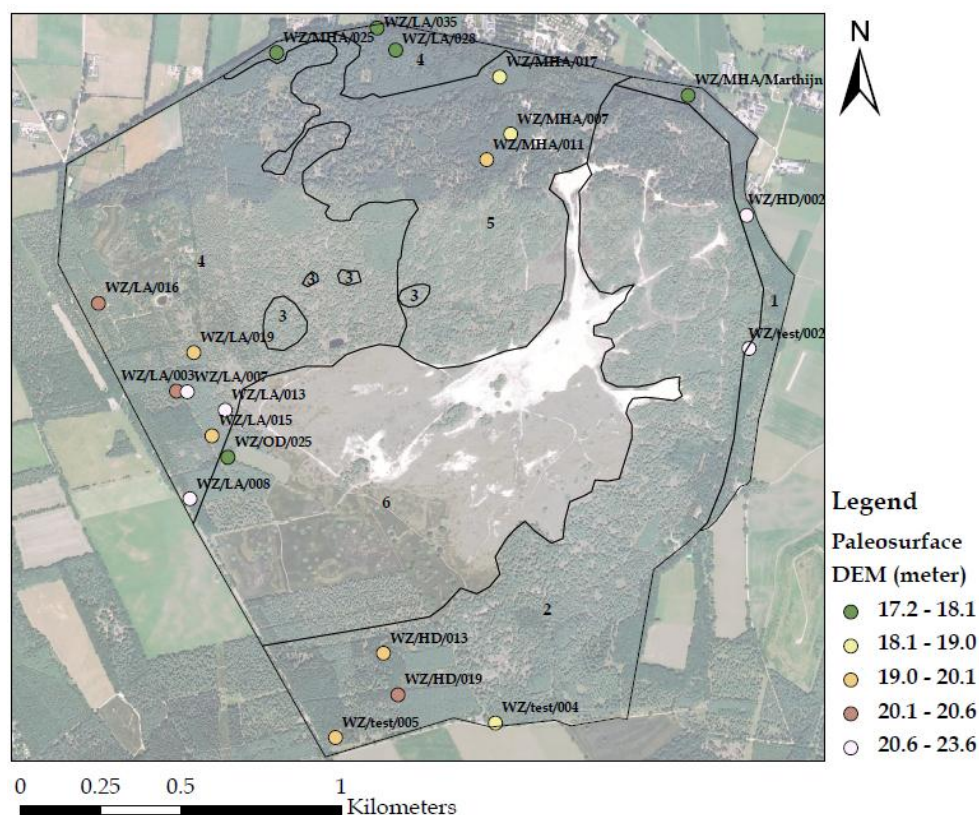 WZ/LA/035
WZ/MHA/025
WZ/LA/028
N
4
WZ/MHA/017
WZ/MHA/Marthijn
WZ/MHA/007
WZ/MHA/011
WZ/HD/002
5
4
WZ/LA/016
3
3
3
3
1
WZ/test/002
WZ/LA/019
WZ/LA/003
WZ/LA/007
WZ/LA/013
WZ/LA/015
WZ/OD/025
WZ/LA/008
6
2
WZ/HD/013
WZ/HD/019
WZ/test/005
WZ/test/004
Legend
Paleosurface
DEM (meter)
17.2 - 18.1
18.1 - 19.0
19.0 - 20.1
20.1 - 20.6
20.6 - 23.6
0 0.25 0.5 1
Kilometers